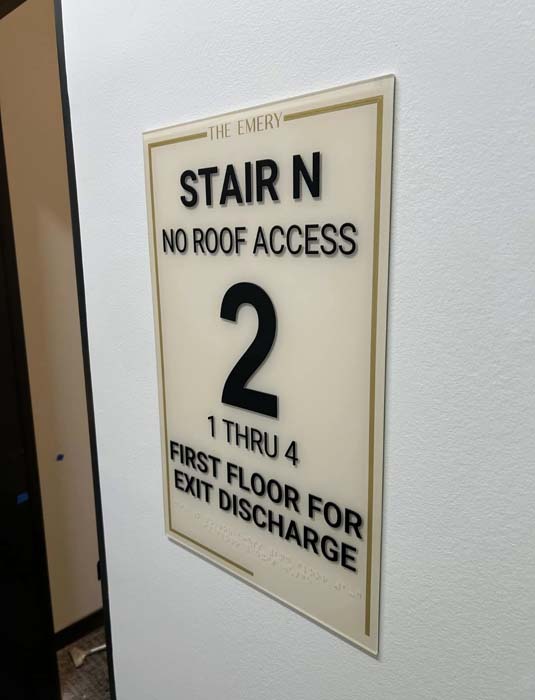 THE EMERY
STAIR N
NO ROOF ACCESS
2
1 THRU 4
FIRST FLOOR FOR
EXIT DISCHARGE